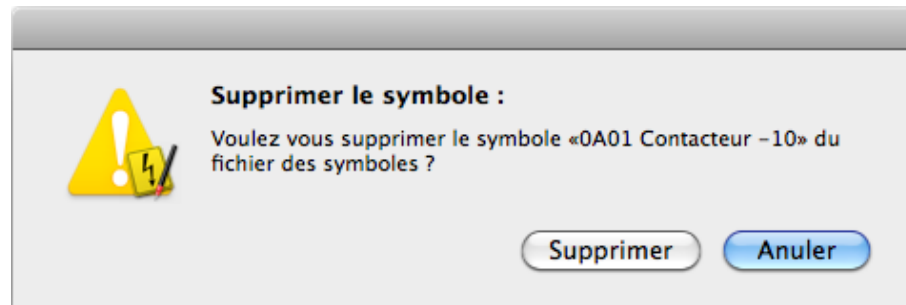 Supprimer le symbole :
Voulez vous supprimer le symbole «0A01 Contacteur -10» du
fichier des symboles ?
Supprimer
Anuler